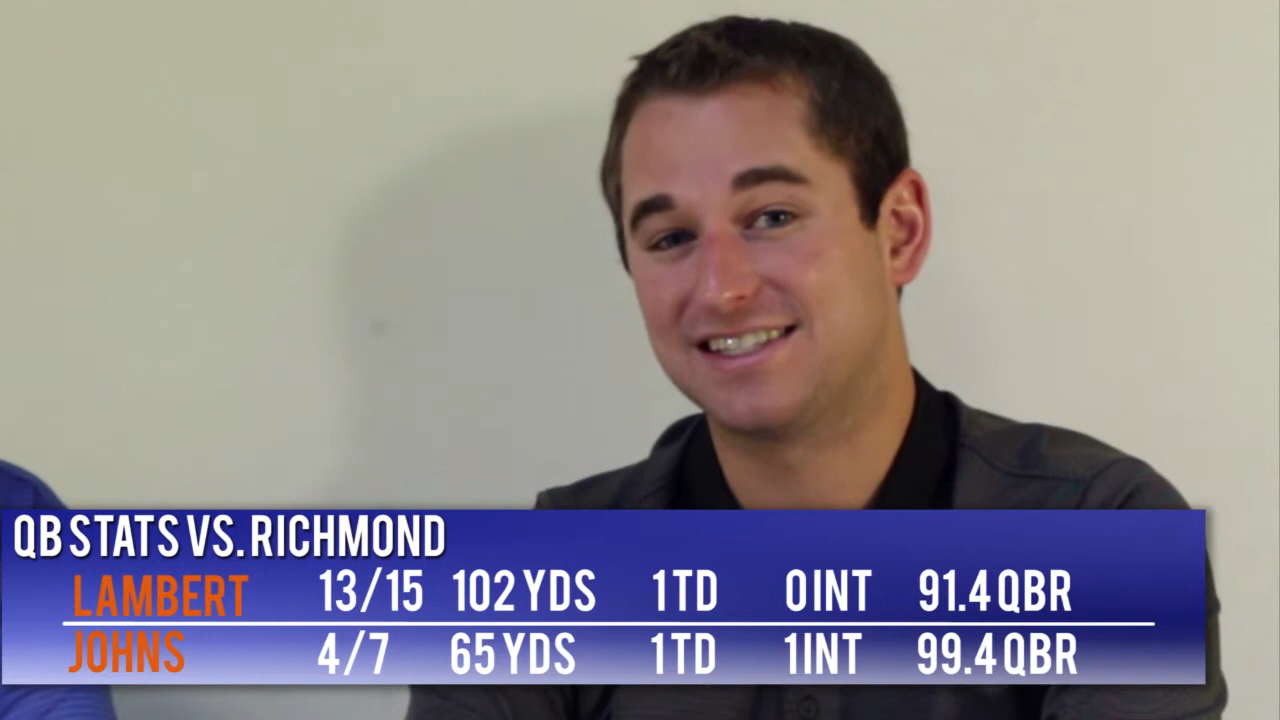 QB STATS VS. RICHMOND
LAMBERT 13/15 102 YDS 1 TD 0 INT 91.4 QBR
JOHNS 4/7 65 YDS 1 TD 1 INT 99.4 QBR